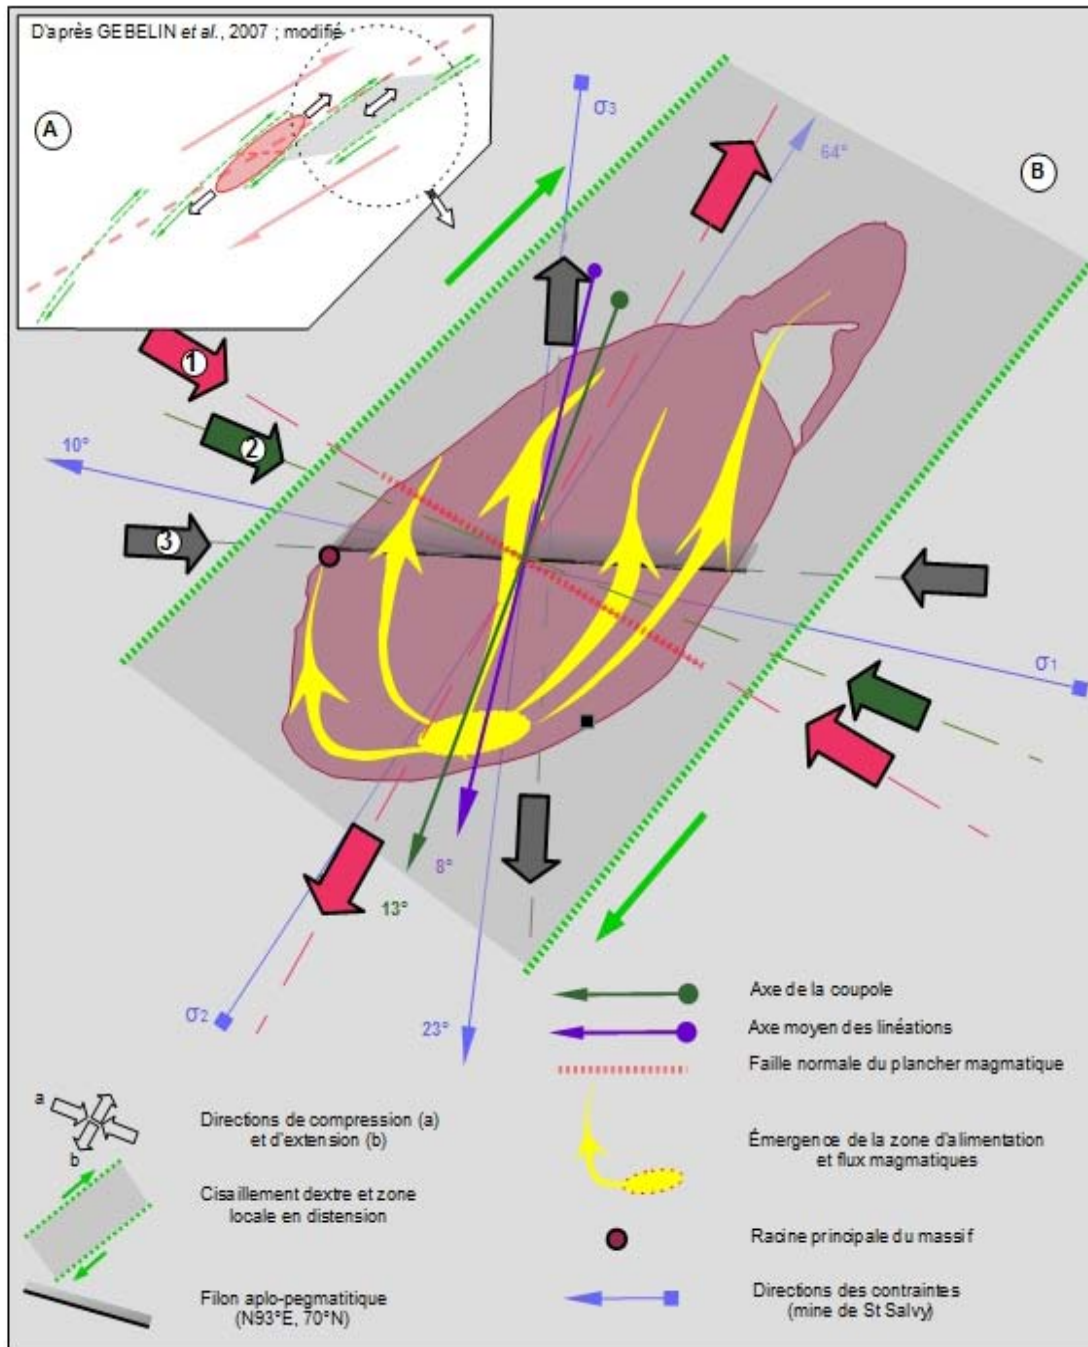 D'après GEBELIN et al., 2007 ; modifié
A
B
σ3
64°
1
2
10°
3
σ1
8°
13°
σ2
23°
Axe de la coupole
Axe moyen des linéations
Faille normale du plancher magmatique
a
b
Directions de compression (a)
et d'extension (b)
Émergence de la zone d'alimentation
et flux magmatiques
Cisaillement dextre et zone
locale en distension
Racine principale du massif
Filon aplo-pegmatitique
(N93°E, 70°N)
Directions des contraintes
(mine de St Salvy)